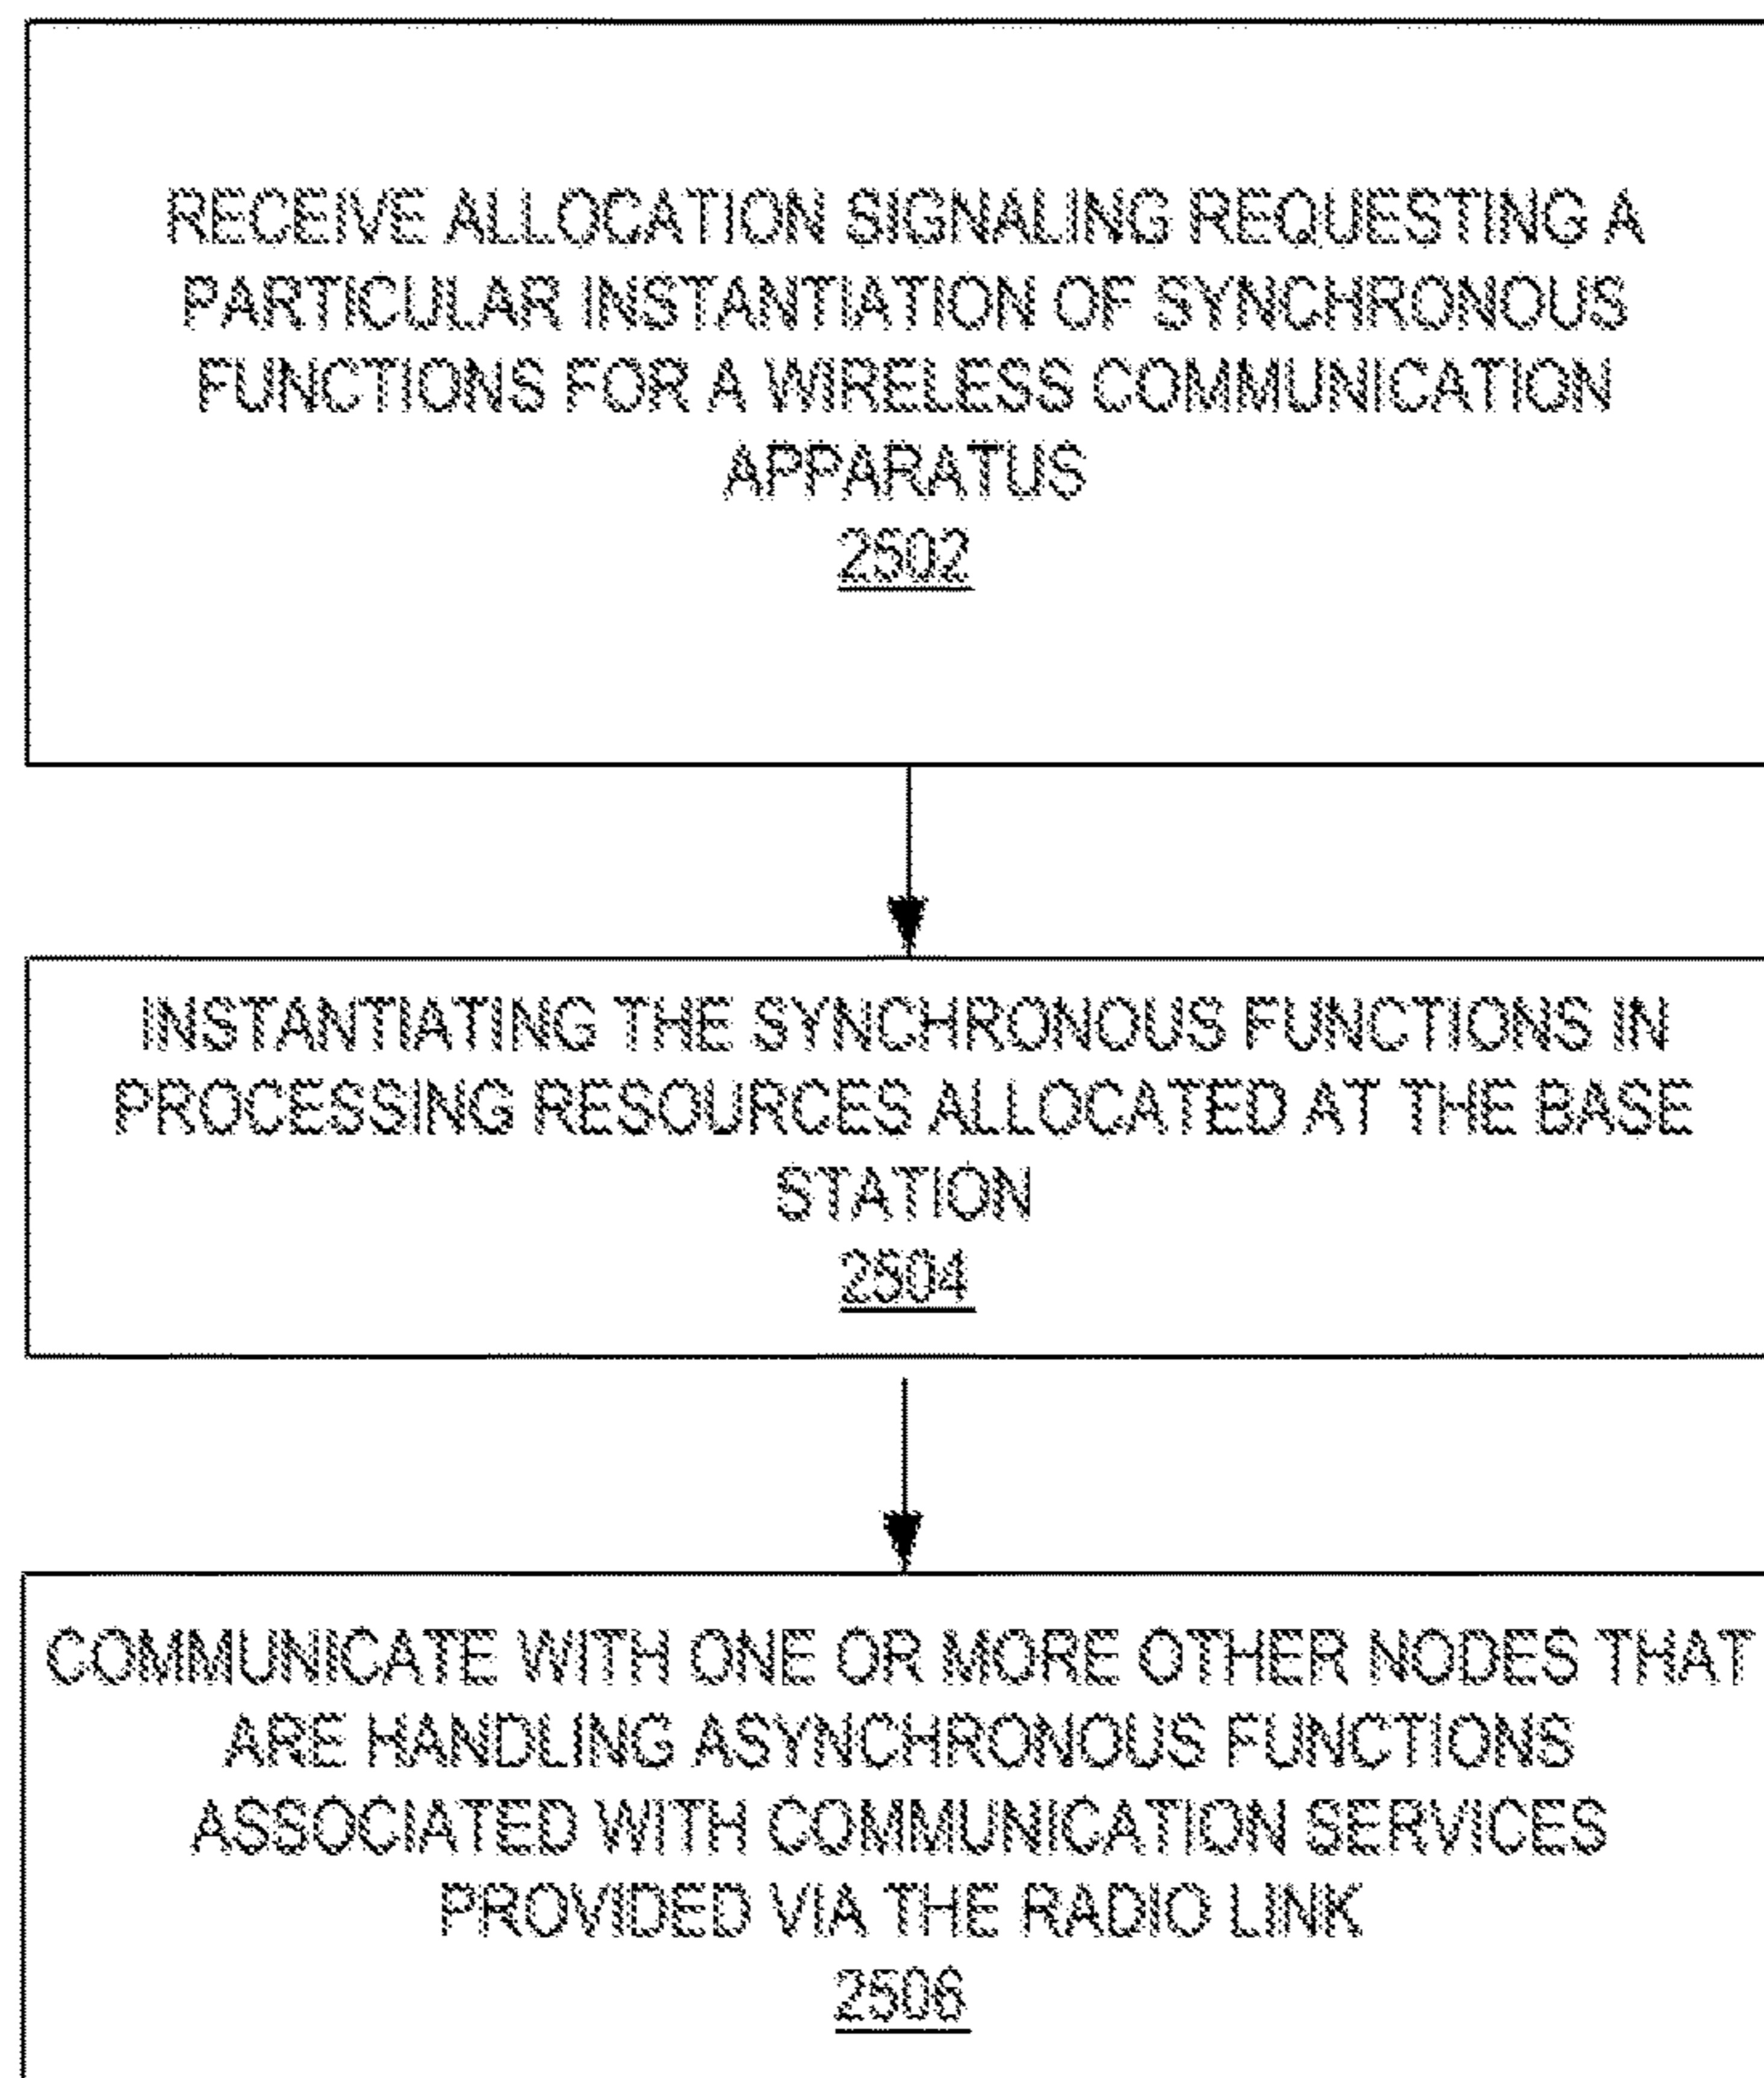 RECEIVE ALLOCATION SIGNALING REQUESTING A
PARTICULAR INSTANTIATION OF SYNCHRONOUS
FUNCTIONS FOR A WIRELESS COMMUNICATION
APPARATUS
2502
INSTANTIATING THE SYNCHRONOUS FUNCTIONS IN
PROCESSING RESOURCES ALLOCATED AT THE BASE
STATION
2504
COMMUNICATE WITH ONE OR MORE OTHER NODES THAT
ARE HANDLING ASYNCHRONOUS FUNCTIONS
ASSOCIATED WITH COMMUNICATION SERVICES
PROVIDED VIA THE RADIO LINK
2506